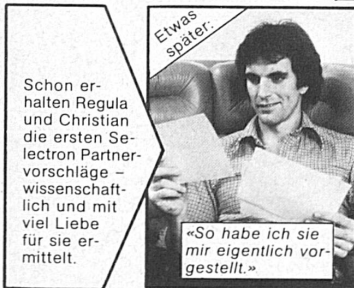 Schon er-
halten Regula
und Christian
die ersten Se-
lectron Partner-
vorschläge –
wissenschaft-
lich und mit
viel Liebe
für sie er-
mittelt.
Etwas
später:
«So habe ich sie
mir eigentlich vor-
gestellt.»